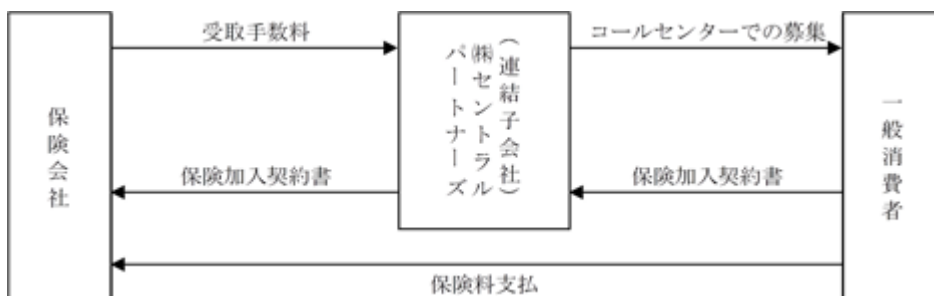 受取手数料
コールセンターでの募集
保険会社
(連結子会社)
㈱セントラル
パートナーズ
一般消費者
保険加入契約書
保険加入契約書
保険料支払